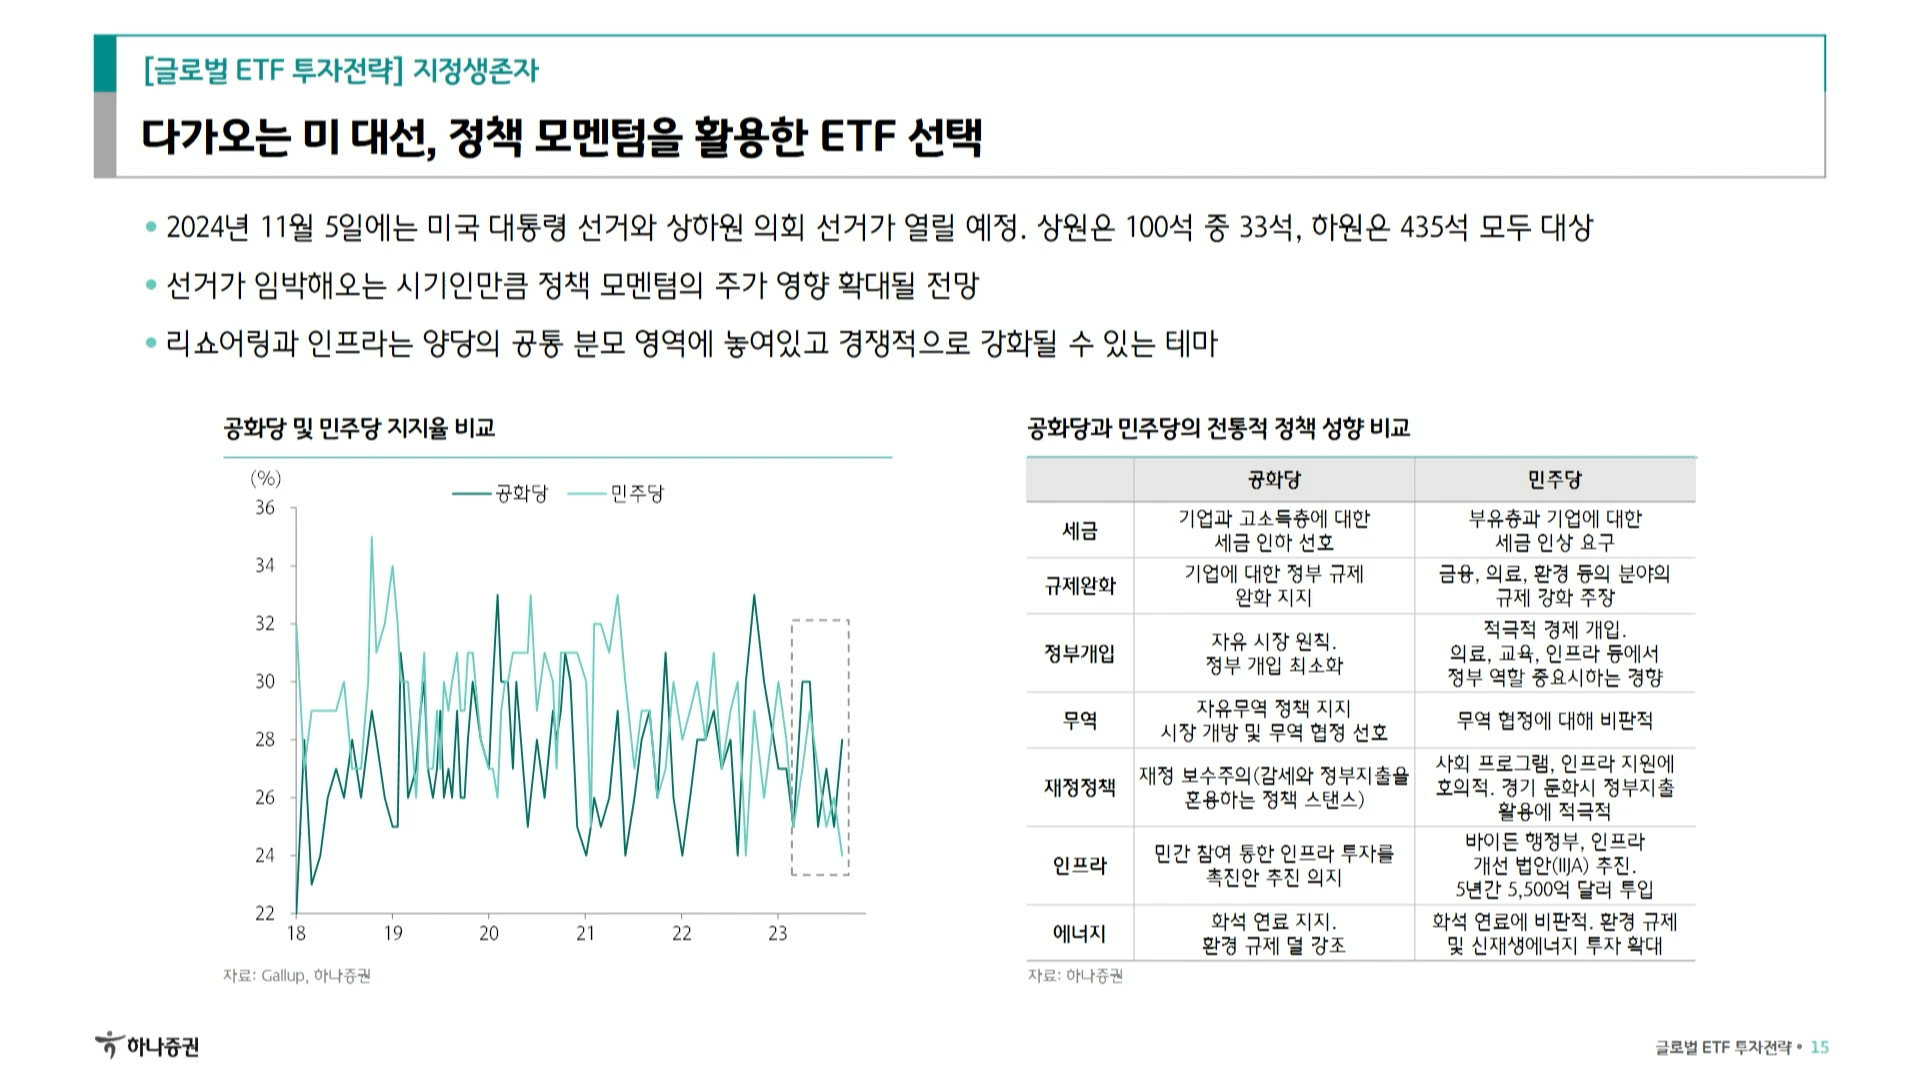 [글로벌 ETF 투자전략] 지정생존자
다가오는 미 대선, 정책 모멘텀을 활용한 ETF 선택
• 2024년 11월 5일에는 미국 대통령 선거와 상하원 의회 선거가 열릴 예정. 상원은 100석 중 33석, 하원은 435석 모두 대상
• 선거가 임박해오는 시기인만큼 정책 모멘텀의 주가 영향 확대될 전망
• 리쇼어링과 인프라는 양당의 공통 분모 영역에 놓여있고 경쟁적으로 강화될 수 있는 테마
공화당 및 민주당 지지율 비교
(%)
공화당 민주당
36
34
32
30
28
26
24
22
18 19 20 21 22 23
자료: Gallup, 하나증권
공화당과 민주당의 전통적 정책 성향 비교
공화당 민주당
세금
기업과 고소득층에 대한
세금 인하 선호
부유층과 기업에 대한
세금 인상 요구
규제완화
기업에 대한 정부 규제
완화 지지
금융, 의료, 환경 등의 분야의
규제 강화 주장
정부개입
자유 시장 원칙.
정부 개입 최소화
적극적 경제 개입.
의료, 교육, 인프라 등에서
정부 역할 중요시하는 경향
무역
자유무역 정책 지지
시장 개방 및 무역 협정 선호
무역 협정에 대해 비판적
재정정책
재정 보수주의(감세와 정부지출을
혼용하는 정책 스탠스)
사회 프로그램, 인프라 지원에
호의적. 경기 둔화시 정부지출
활용에 적극적
인프라
민간 참여 통한 인프라 투자를
촉진안 추진 의지
바이든 행정부, 인프라
개선 법안(IIJA) 추진.
5년간 5,500억 달러 투입
에너지
화석 연료 지지.
환경 규제 덜 강조
화석 연료에 비판적. 환경 규제
및 신재생에너지 투자 확대
자료: 하나증권
하나증권
글로벌 ETF 투자전략 • 15